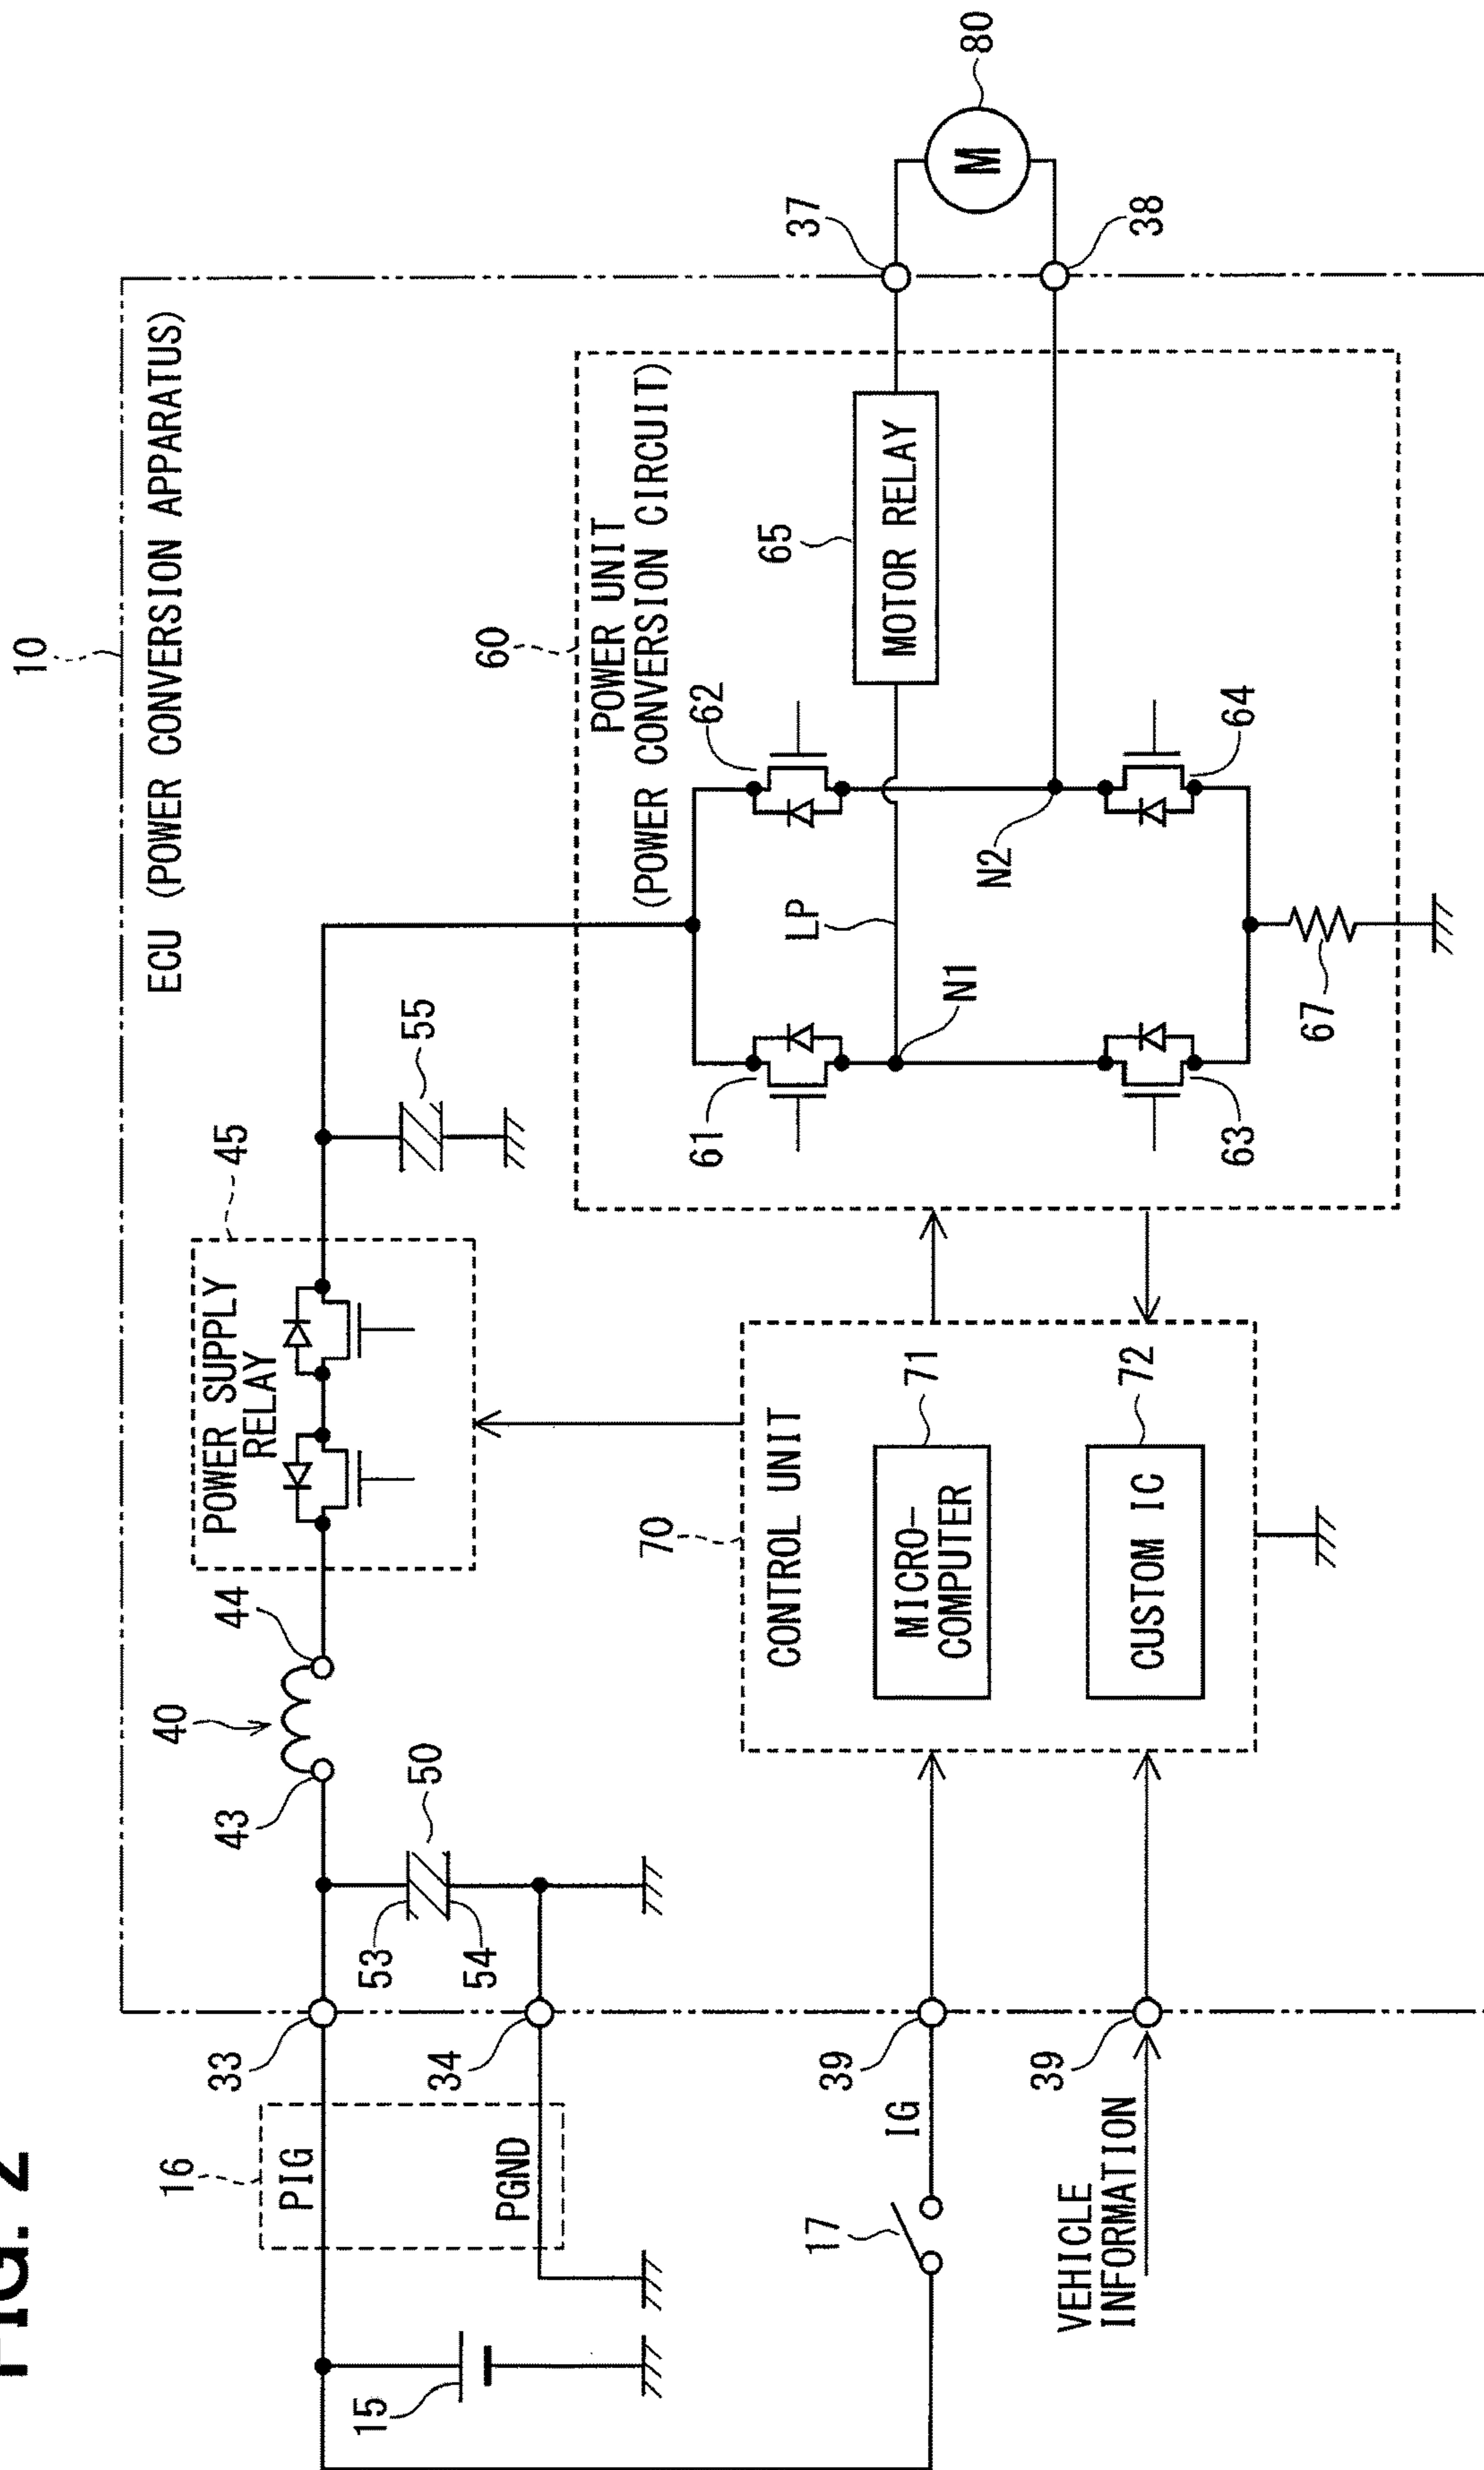 FIG. 2
10
ECU (POWER CONVERSION APPARATUS)
16
PIG
PGND
33
34
15
17
IG
39
39
VEHICLE
INFORMATION
43
40
44
53
54
50
45
POWER SUPPLY
RELAY
55
70
CONTROL UNIT
71
MICRO-
COMPUTER
72
CUSTOM IC
60
POWER UNIT
(POWER CONVERSION CIRCUIT)
61
62
63
64
N1
N2
LP
65
MOTOR RELAY
67
37
38
M
80